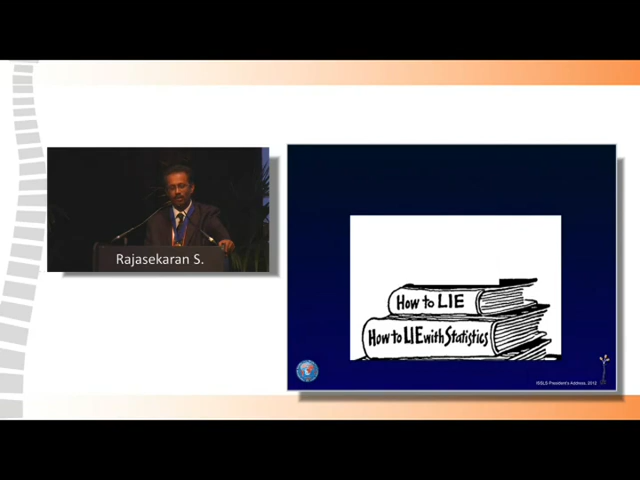 Rajasekaran S.
How to LIE
How to LIE with Statistics
ISSLS President's Address, 2012